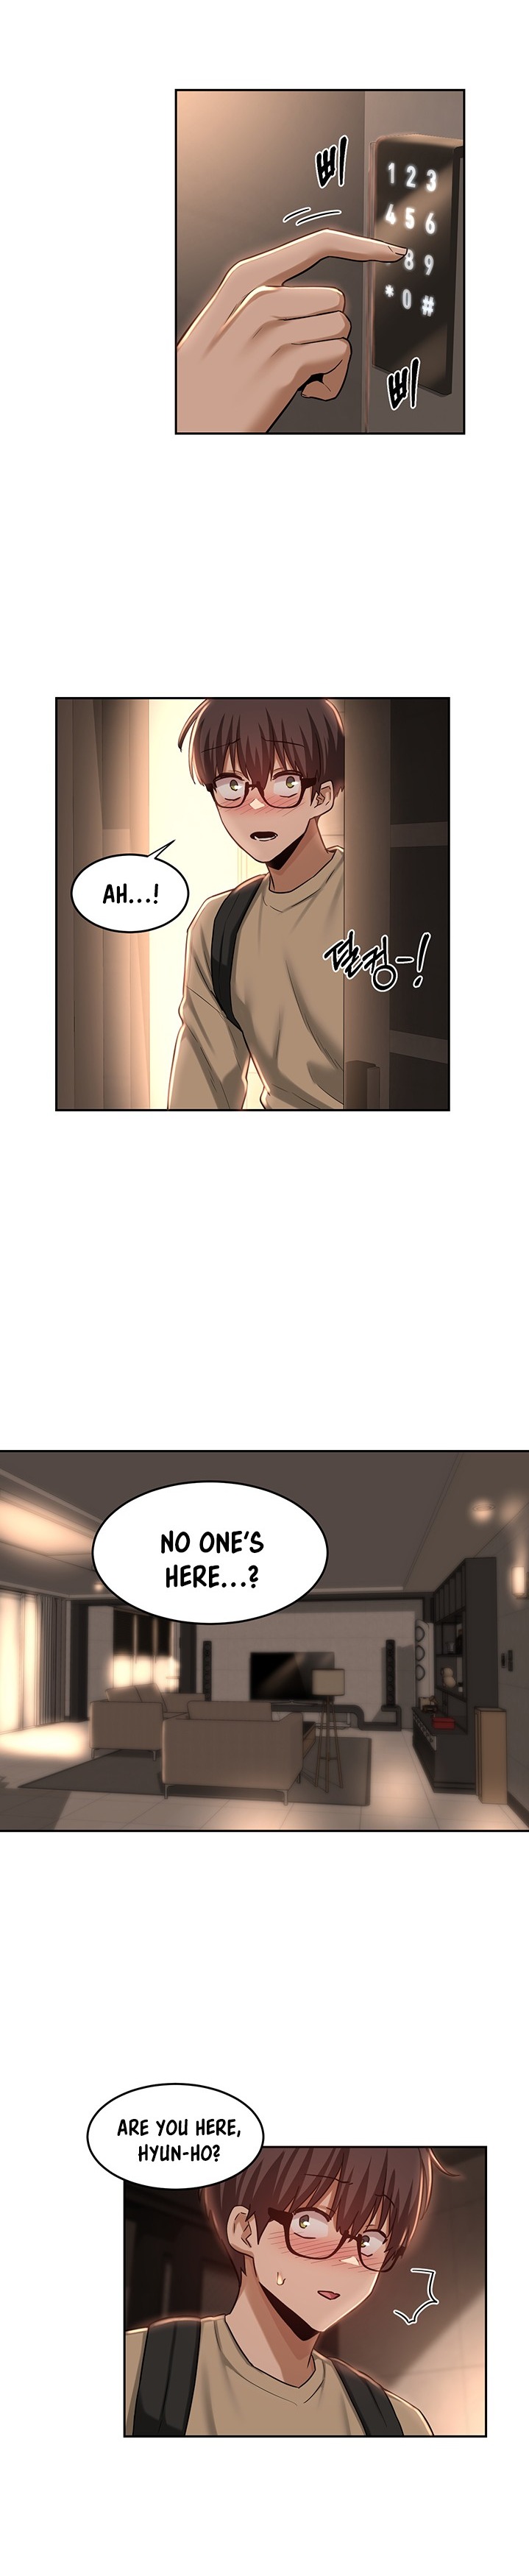 삐
1 2 3
4 5 6
8 9
* 0 #
삐
AH...!
덜컹-!
NO ONE'S
HERE...?
ARE YOU HERE,
HYUN-HO?